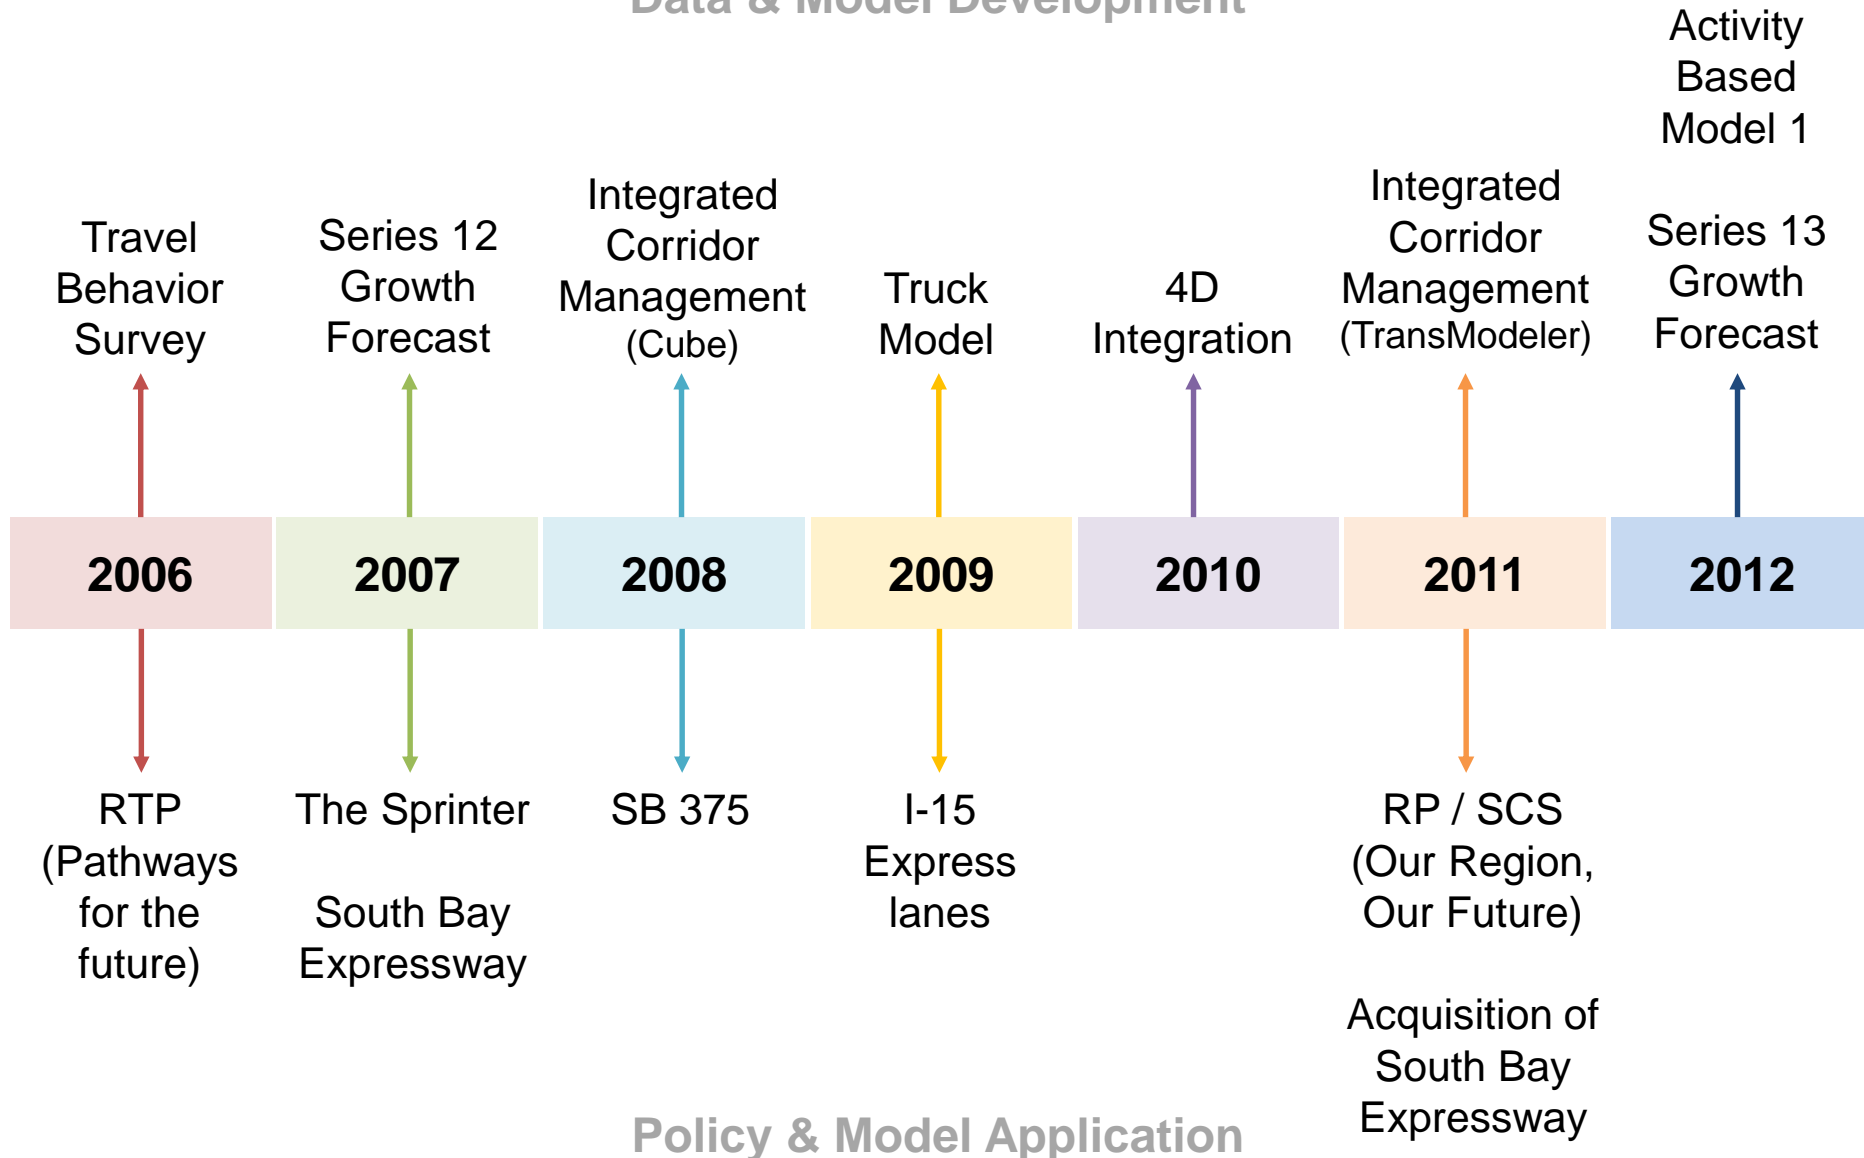 Data & Model Development
Activity
Based
Model 1
Travel
Behavior
Survey
Series 12
Growth
Forecast
Integrated
Corridor
Management
(Cube)
Truck
Model
4D
Integration
Integrated
Corridor
Management
(TransModeler)
Series 13
Growth
Forecast
2006
2007
2008
2009
2010
2011
2012
RTP
(Pathways
for the
future)
The Sprinter
South Bay
Expressway
SB 375
I-15
Express
lanes
RP / SCS
(Our Region,
Our Future)
Acquisition of
South Bay
Expressway
Policy & Model Application